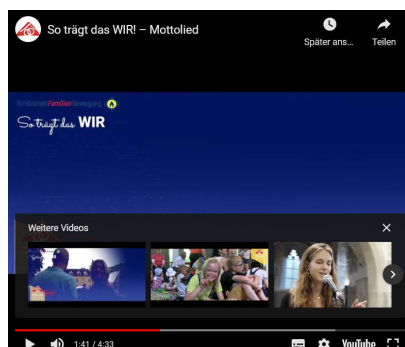 So trägt das WIR! – Mottolied
Später ans...
Teilen
SchönstattFamilienBewegung
So trägt das WIR
Weitere Videos
1:41 / 4:33
YouTube